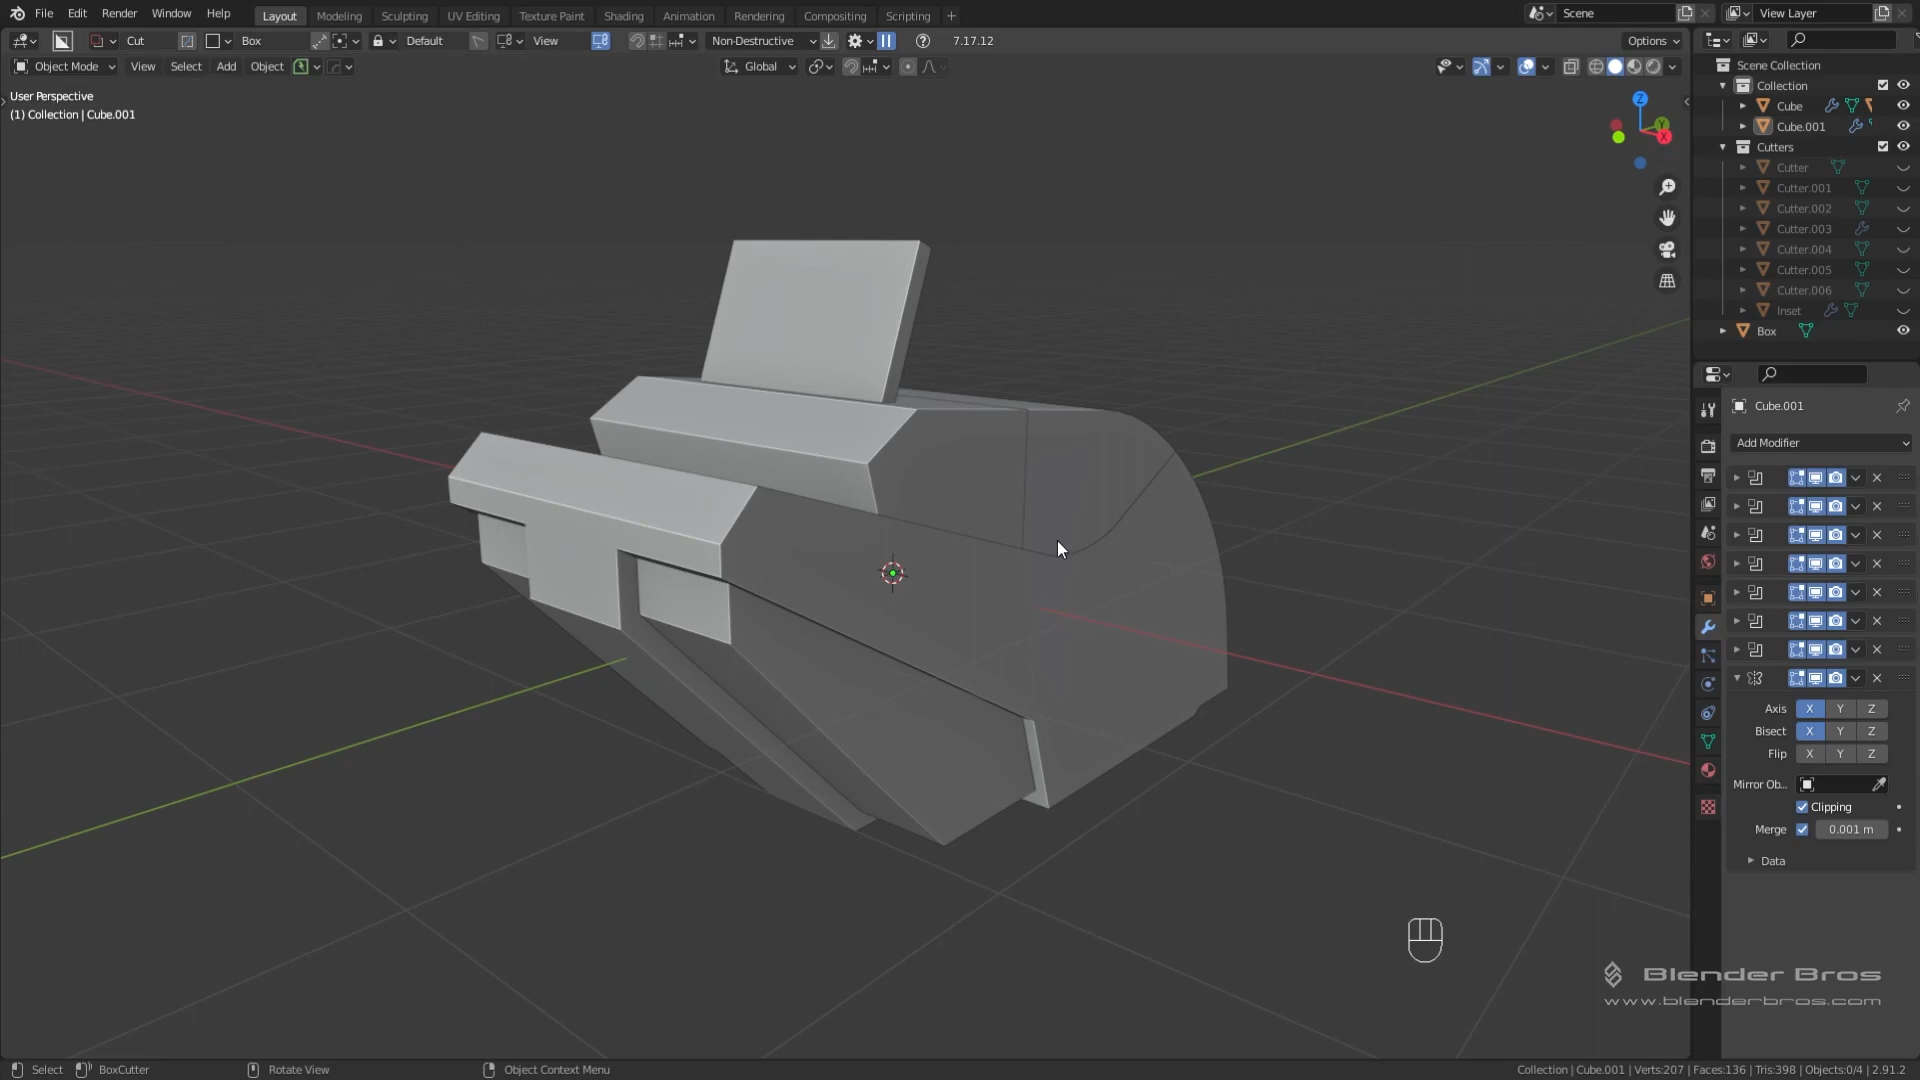 File Edit Render Window Help Layout Modeling Sculpting UV Editing Texture Paint Shading Animation Rendering Compositing Scripting + Scene View Layer
Cut Box Default View Non-Destructive 7.17.12 Options
Object Mode View Select Add Object Global
User Perspective
(1) Collection | Cube.001
Z
Y
X
Scene Collection
Collection
Cube
Cube.001
Cutters
Cutter
Cutter.001
Cutter.002
Cutter.003
Cutter.004
Cutter.005
Cutter.006
Inset
Box
Cube.001
Add Modifier
Axis X Y Z
Bisect X Y Z
Flip X Y Z
Mirror Ob...
Clipping
Merge 0.001 m
Data
Blender Bros
www.blenderbros.com
Select BoxCutter Rotate View Object Context Menu
Collection | Cube.001 | Verts:207 | Faces:136 | Tris:398 | Objects:0/4 | 2.91.2